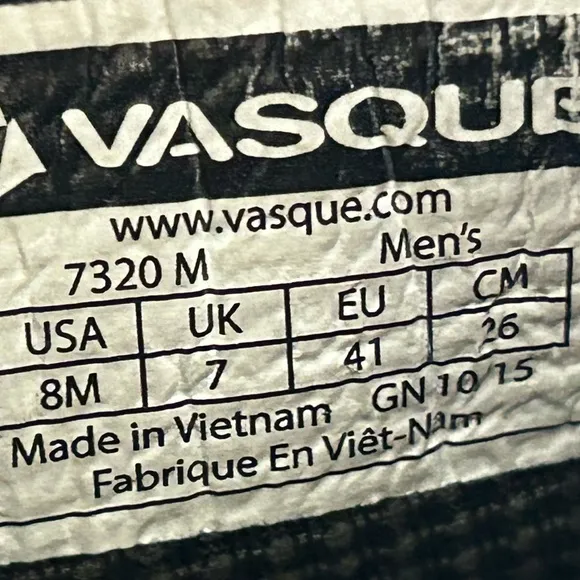 VASQUE
www.vasque.com
7320 M Men's
USA UK EU CM
8M 7 41 26
Made in Vietnam GN 10/15
Fabrique En Viêt-Nam